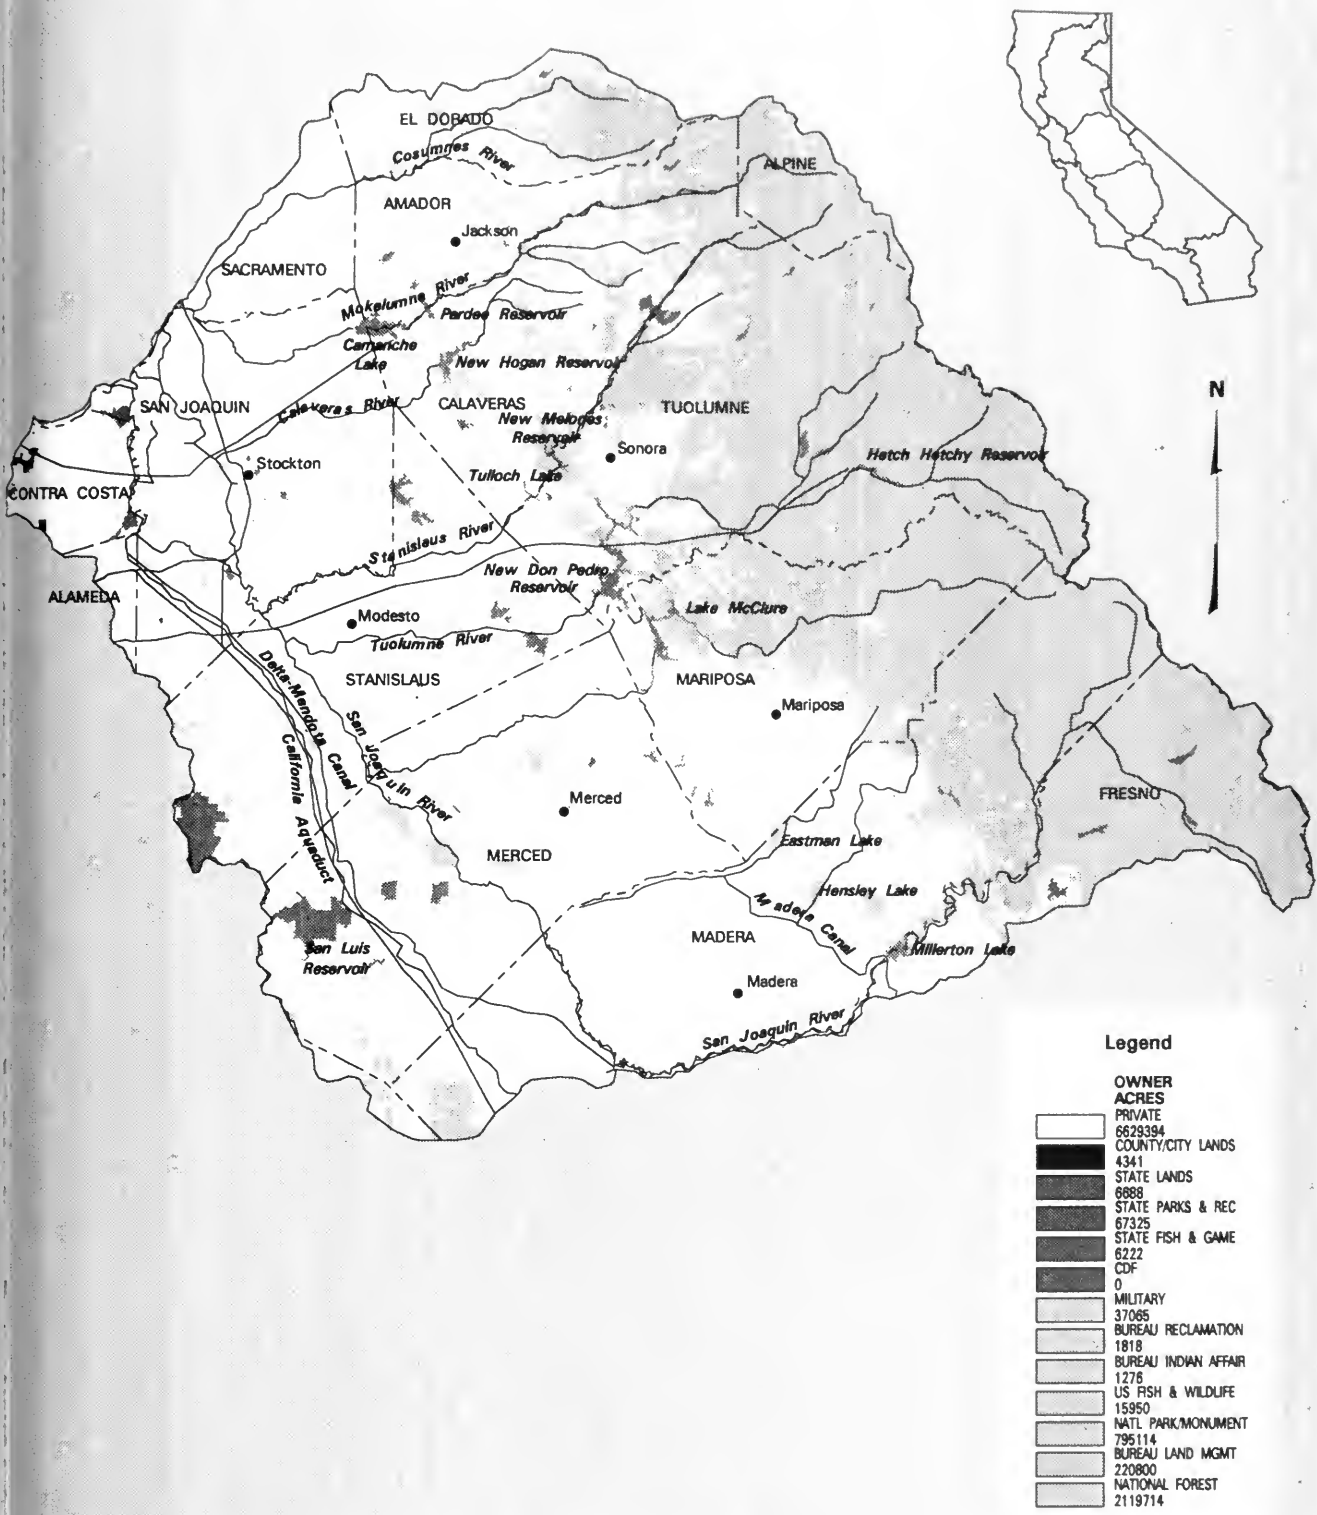 EL DORADO
Cosumnes River
ALPINE
AMADOR
Jackson
SACRAMENTO
Mokelumne River
Pardee Reservoir
Camanche
Lake
New Hogan Reservoir
SAN JOAQUIN
Calaveras River
CALAVERAS
TUOLUMNE
New Melones
Reservoir
Sonora
N
Hetch Hetchy Reservoir
Stockton
Tulloch Lake
CONTRA COSTA
Stanislaus River
New Don Pedro
Reservoir
ALAMEDA
Lake McClure
Modesto
Tuolumne River
Delta-Mendota Canal
STANISLAUS
MARIPOSA
San Joaquin River
Mariposa
California Aquaduct
Merced
FRESNO
MERCED
Eastman Lake
Hensley Lake
Madera Canal
San Luis
Reservoir
MADERA
Millerton Lake
Madera
San Joaquin River
Legend
OWNER
ACRES
PRIVATE
6629394
COUNTY/CITY LANDS
4341
STATE LANDS
6688
STATE PARKS & REC
67325
STATE FISH & GAME
6222
CDF
0
MILITARY
37065
BUREAU RECLAMATION
1818
BUREAU INDIAN AFFAIR
1276
US FISH & WILDLIFE
15950
NATL PARK/MONUMENT
795114
BUREAU LAND MGMT
220800
NATIONAL FOREST
2119714